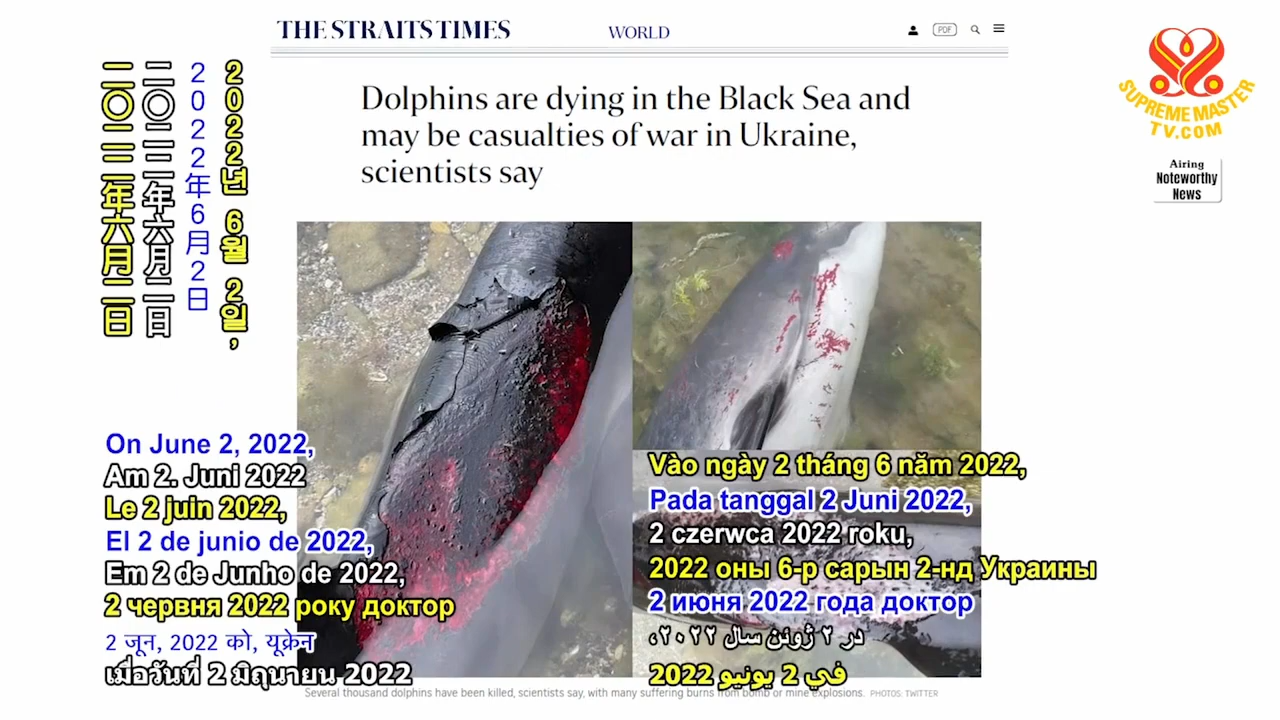 THE STRAITS TIMES
WORLD
PDF
Dolphins are dying in the Black Sea and
may be casualties of war in Ukraine,
scientists say
SUPREME MASTER
TV.COM
Airing
Noteworthy
News
二〇二二年六月二日
二〇二二年六月二日
2022年6月2日
2022년 6월 2일,
On June 2, 2022,
Am 2. Juni 2022
Le 2 juin 2022,
El 2 de junio de 2022,
Em 2 de Junho de 2022,
2 червня 2022 року доктор
2 जून, 2022 को, यूक्रेन
เมื่อวันที่ 2 มิถุนายน 2022
Vào ngày 2 tháng 6 năm 2022,
Pada tanggal 2 Juni 2022,
2 czerwca 2022 roku,
2022 оны 6-р сарын 2-нд Украины
2 июня 2022 года доктор
در ۲ ژوئن سال ۲۰۲۲،
في 2 يونيو 2022
Several thousand dolphins have been killed, scientists say, with many suffering burns from bomb or mine explosions. PHOTOS: TWITTER